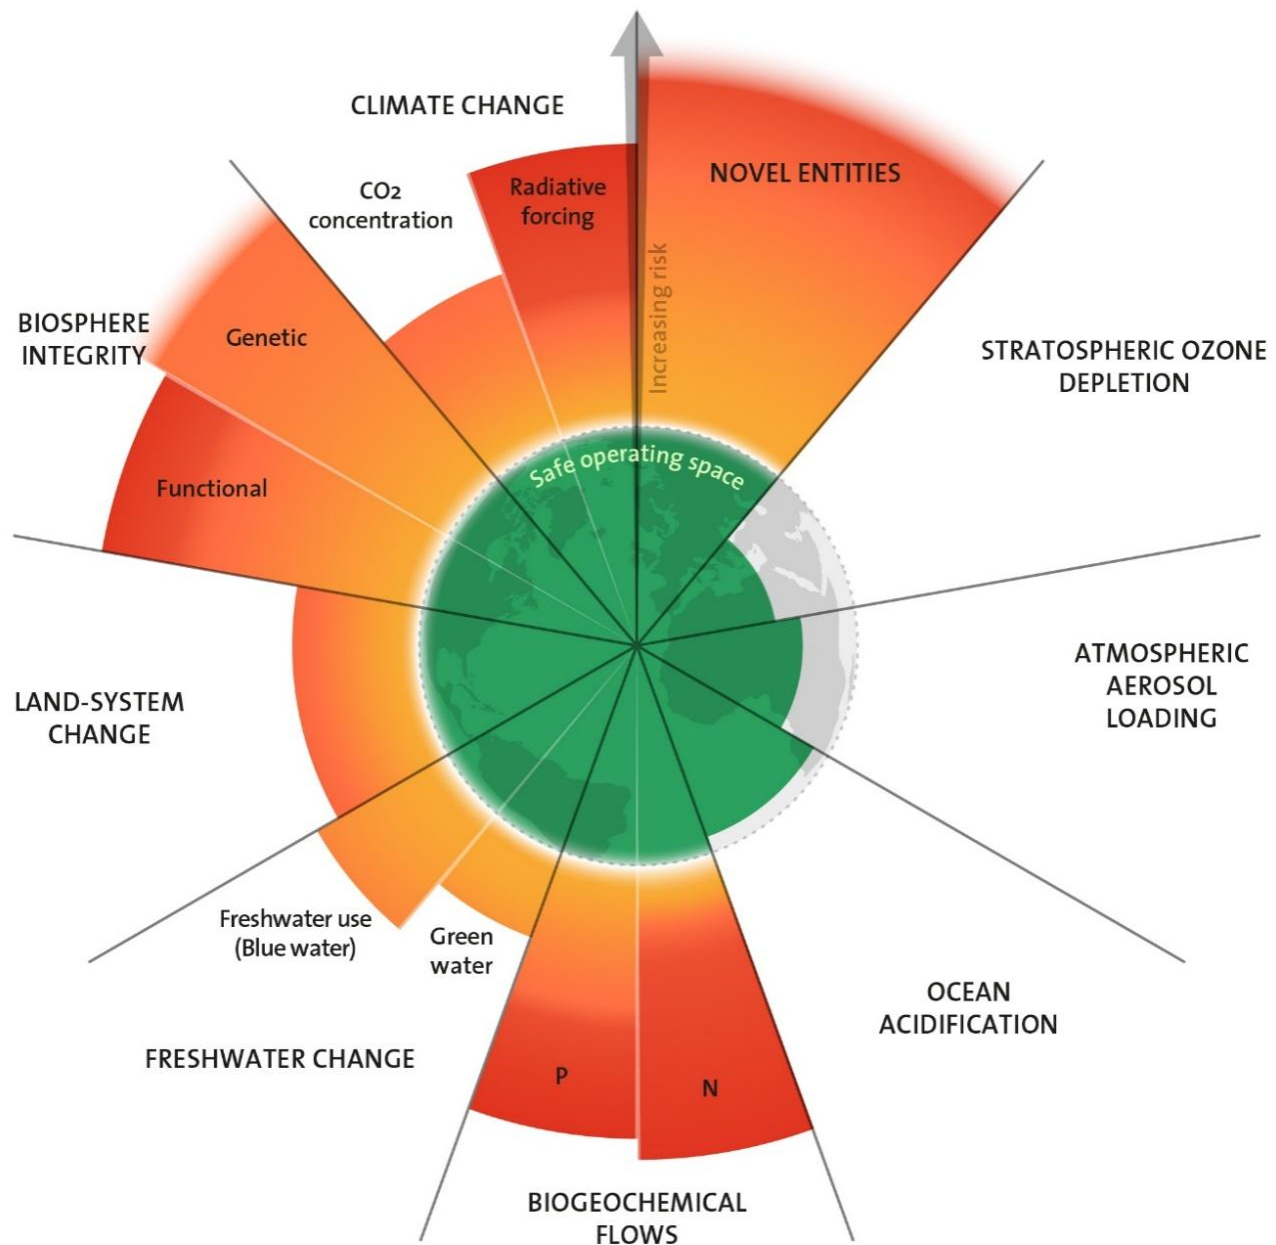 CLIMATE CHANGE
CO2
concentration
Radiative
forcing
NOVEL ENTITIES
Increasing risk
BIOSPHERE
INTEGRITY
Genetic
Functional
STRATOSPHERIC OZONE
DEPLETION
Safe operating space
ATMOSPHERIC
AEROSOL
LOADING
LAND-SYSTEM
CHANGE
Freshwater use
(Blue water)
Green
water
OCEAN
ACIDIFICATION
FRESHWATER CHANGE
P
N
BIOGEOCHEMICAL
FLOWS